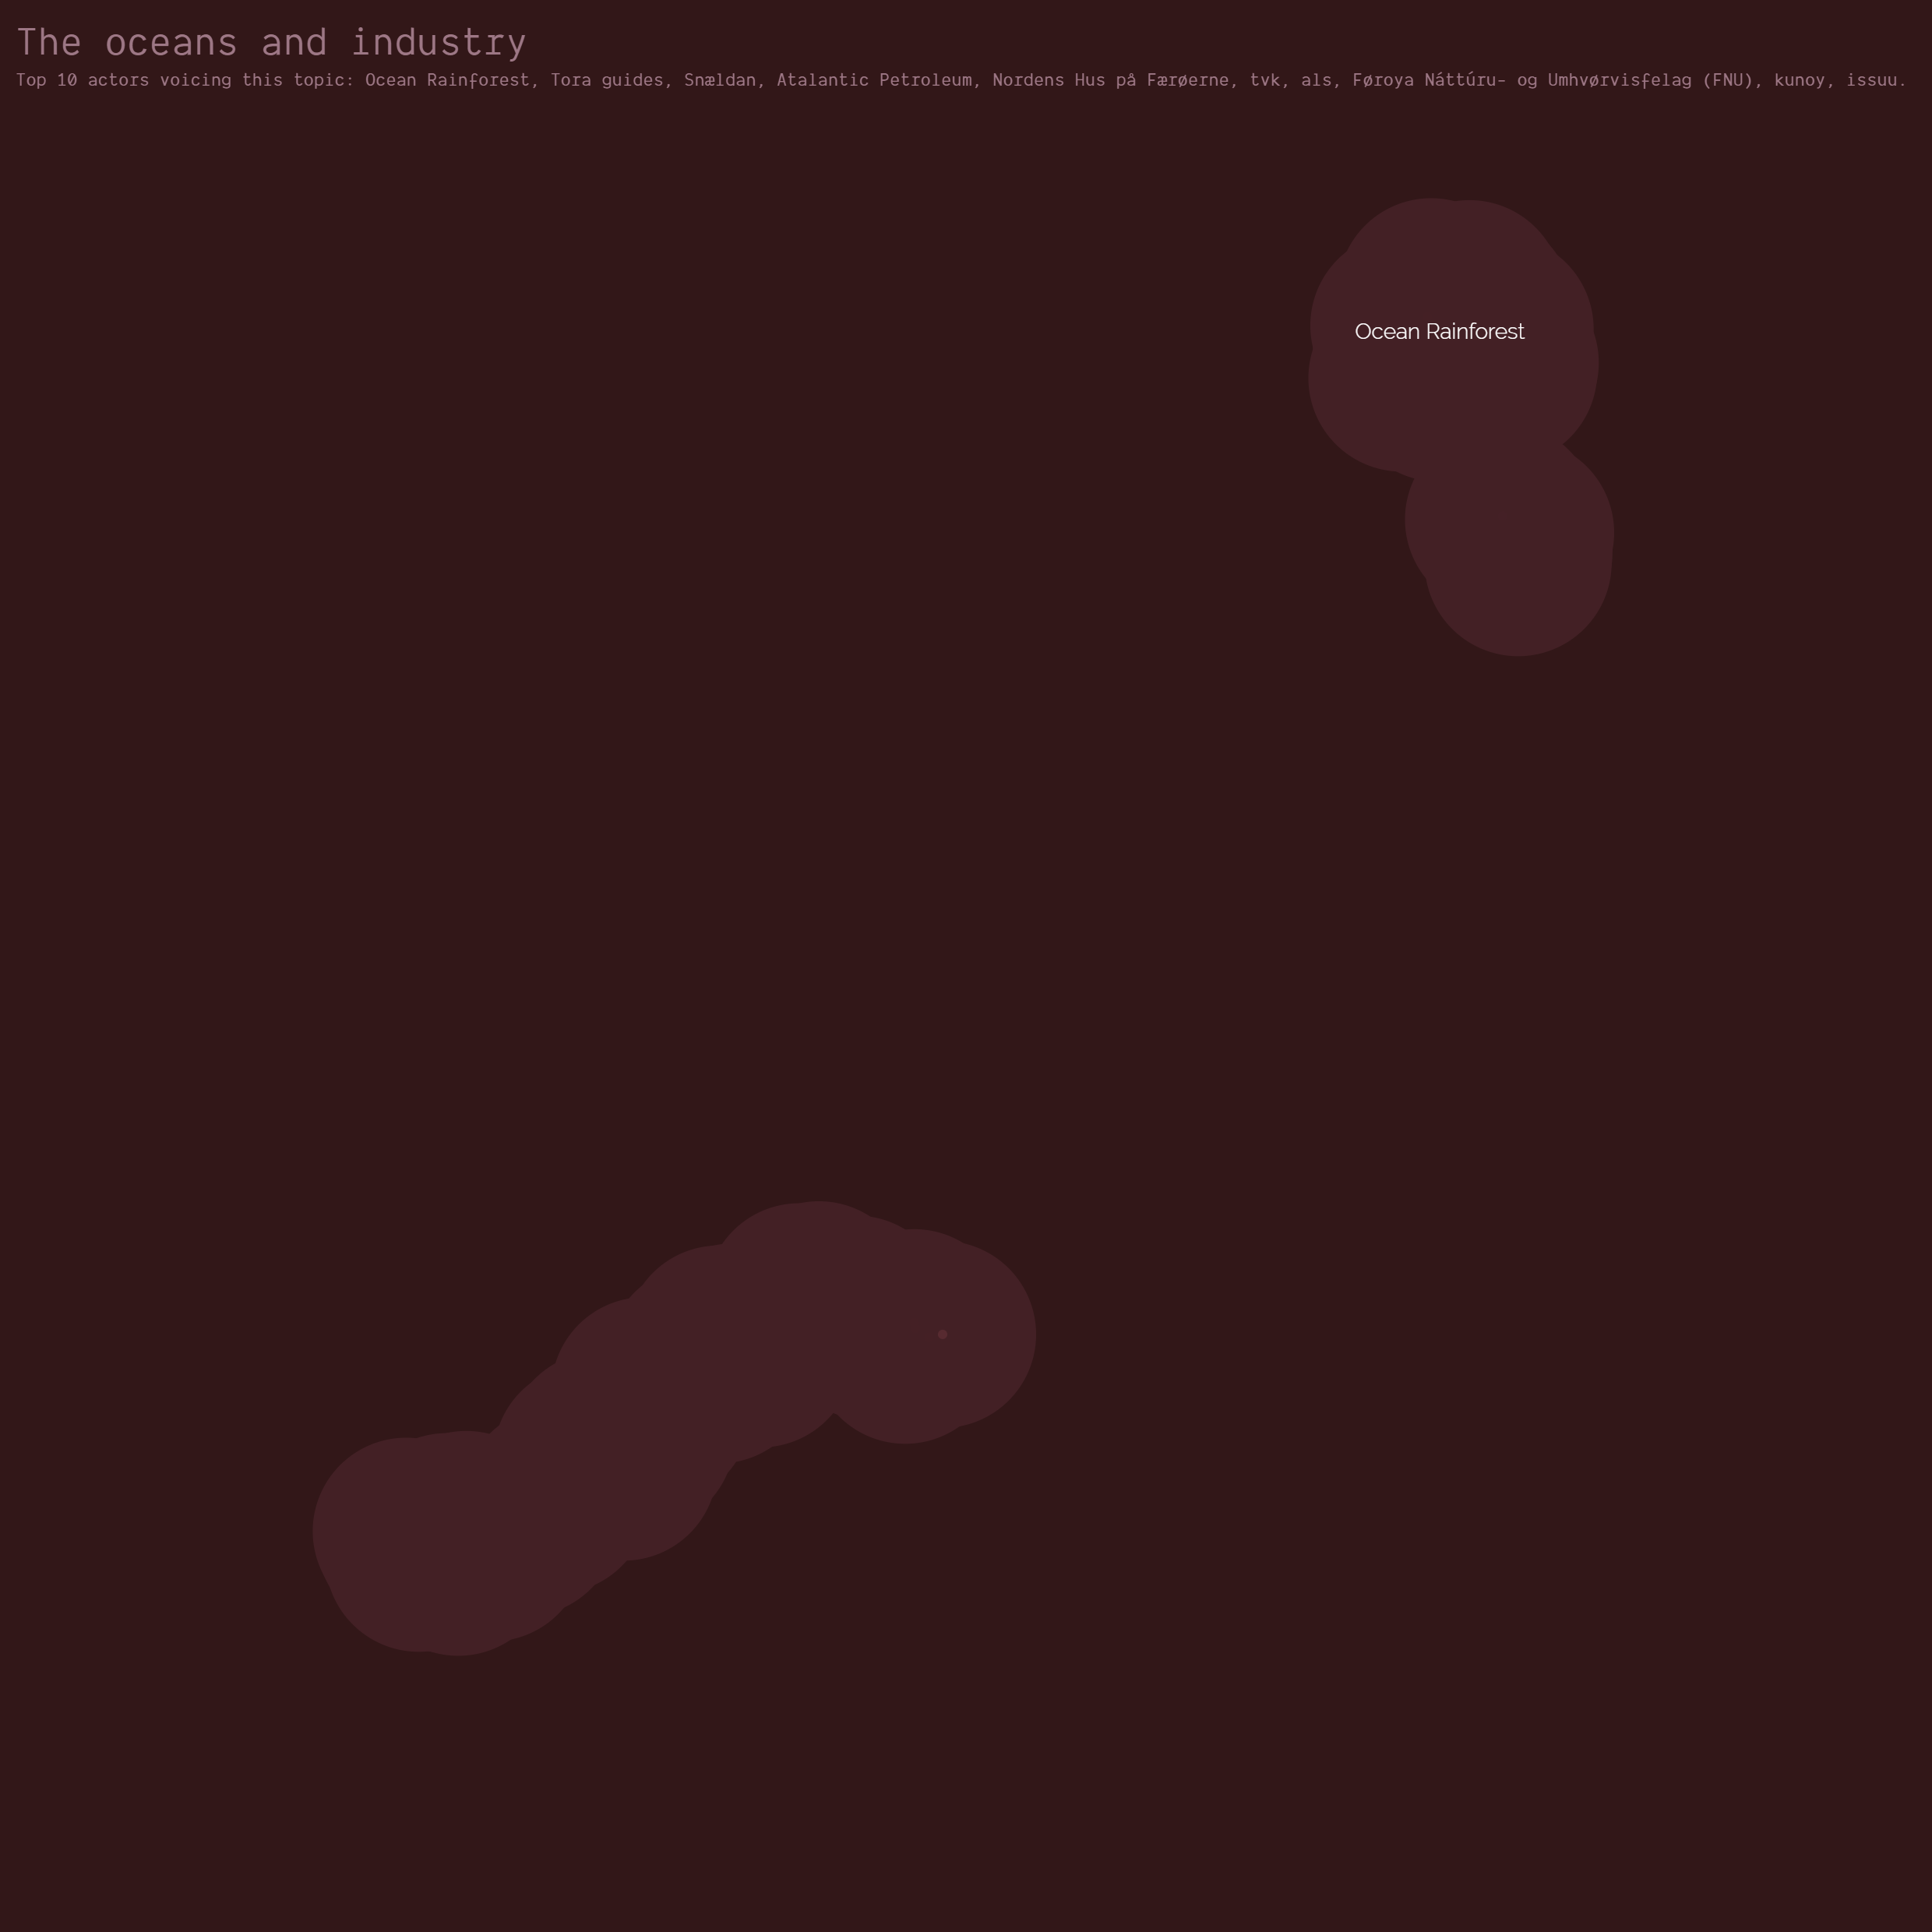 The oceans and industry
Top 10 actors voicing this topic: Ocean Rainforest, Tora guides, Snældan, Atalantic Petroleum, Nordens Hus på Færøerne, tvk, als, Føroya Náttúru- og Umhvørvisfelag (FNU), kunoy, issuu.
Ocean Rainforest